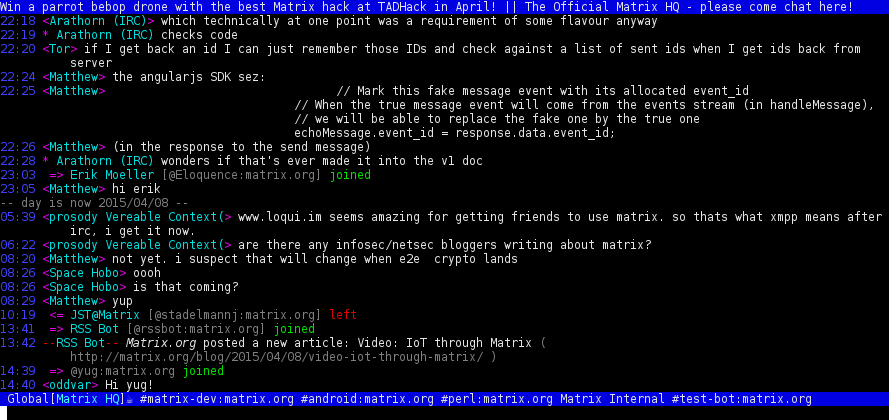 Win a parrot bebop drone with the best Matrix hack at TADHack in April! || The Official Matrix HQ - please come chat here!
22:18 <Arathorn (IRC)> which technically at one point was a requirement of some flavour anyway
22:19 * Arathorn (IRC) checks code
22:20 <Tor> if I get back an id I can just remember those IDs and check against a list of sent ids when I get ids back from
server
22:24 <Matthew> the angularjs SDK sez:
22:25 <Matthew> // Mark this fake message event with its allocated event_id
// When the true message event will come from the events stream (in handleMessage),
// we will be able to replace the fake one by the true one
echoMessage.event_id = response.data.event_id;
22:26 <Matthew> (in the response to the send message)
22:28 * Arathorn (IRC) wonders if that's ever made it into the v1 doc
23:03 => Erik Moeller [@Eloquence:matrix.org] joined
23:05 <Matthew> hi erik
-- day is now 2015/04/08 --
05:39 <prosody Vereable Context(> www.loqui.im seems amazing for getting friends to use matrix. so thats what xmpp means after
irc, i get it now.
06:22 <prosody Vereable Context(> are there any infosec/netsec bloggers writing about matrix?
08:20 <Matthew> not yet. i suspect that will change when e2e  crypto lands
08:26 <Space Hobo> oooh
08:26 <Space Hobo> is that coming?
08:29 <Matthew> yup
10:19 <= JST@Matrix [@stadelmannj:matrix.org] left
13:41 => RSS Bot [@rssbot:matrix.org] joined
13:42 --RSS Bot-- Matrix.org posted a new article: Video: IoT through Matrix (
http://matrix.org/blog/2015/04/08/video-iot-through-matrix/ )
14:39 => @yug:matrix.org joined
14:40 <oddvar> Hi yug!
Global[Matrix HQ]☕ #matrix-dev:matrix.org #android:matrix.org #perl:matrix.org Matrix Internal #test-bot:matrix.org